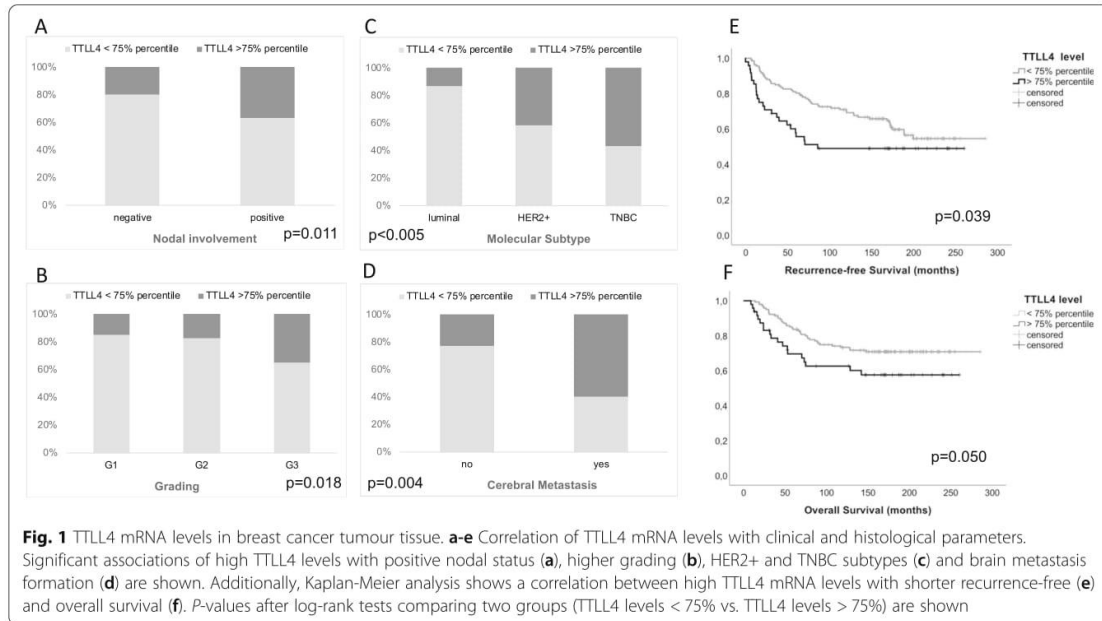 A
TTLL4 < 75% percentile TTLL4 >75% percentile
100%
80%
60%
40%
20%
0%
negative positive
Nodal involvement
p=0.011
C
TTLL4 < 75% percentile TTLL4 >75% percentile
100%
80%
60%
40%
20%
0%
luminal HER2+ TNBC
p<0.005
Molecular Subtype
E
TTLL4 level
< 75% percentile
> 75% percentile
censored
censored
1,0
0,8
0,6
0,4
0,2
0,0
p=0.039
0 50 100 150 200 250 300
Recurrence-free Survival (months)
B
TTLL4 < 75% percentile TTLL4 >75% percentile
100%
80%
60%
40%
20%
0%
G1 G2 G3
Grading
p=0.018
D
TTLL4 < 75% percentile TTLL4 >75% percentile
100%
80%
60%
40%
20%
0%
no yes
p=0.004
Cerebral Metastasis
F
TTLL4 level
< 75% percentile
> 75% percentile
censored
censored
1,0
0,8
0,6
0,4
0,2
0,0
p=0.050
0 50 100 150 200 250 300
Overall Survival (months)
Fig. 1 TTLL4 mRNA levels in breast cancer tumour tissue. a-e Correlation of TTLL4 mRNA levels with clinical and histological parameters.
Significant associations of high TTLL4 levels with positive nodal status (a), higher grading (b), HER2+ and TNBC subtypes (c) and brain metastasis
formation (d) are shown. Additionally, Kaplan-Meier analysis shows a correlation between high TTLL4 mRNA levels with shorter recurrence-free (e)
and overall survival (f). P-values after log-rank tests comparing two groups (TTLL4 levels < 75% vs. TTLL4 levels > 75%) are shown